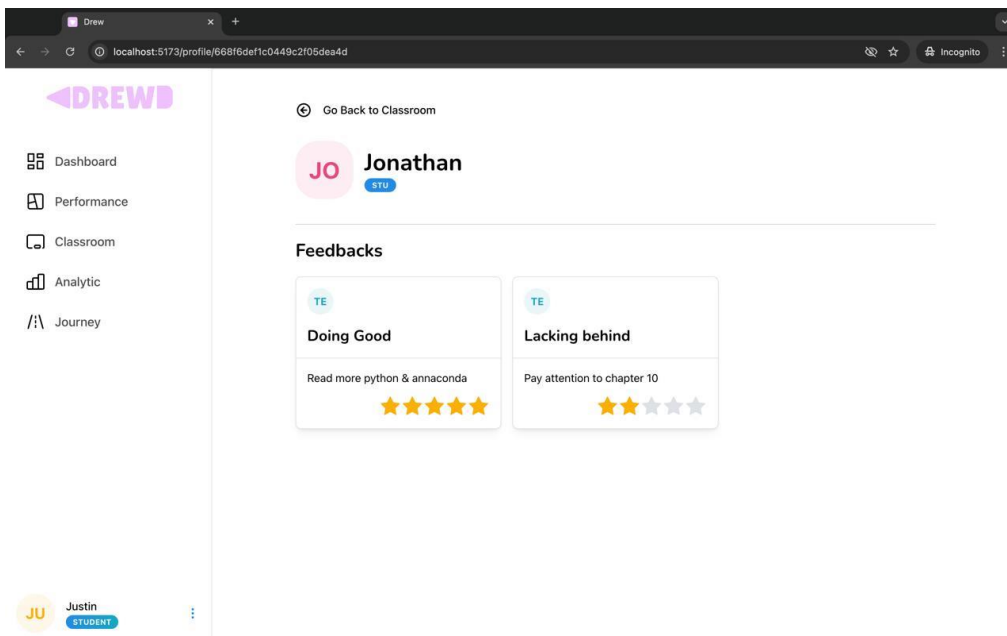 Drew
localhost:5173/profile/668f6def1c0449c2f05dea4d
Incognito
DREWD
Dashboard
Performance
Classroom
Analytic
Journey
Justin
JU
STUDENT
Go Back to Classroom
JO
Jonathan
STU
Feedbacks
TE
Doing Good
Read more python & annaconda
TE
Lacking behind
Pay attention to chapter 10